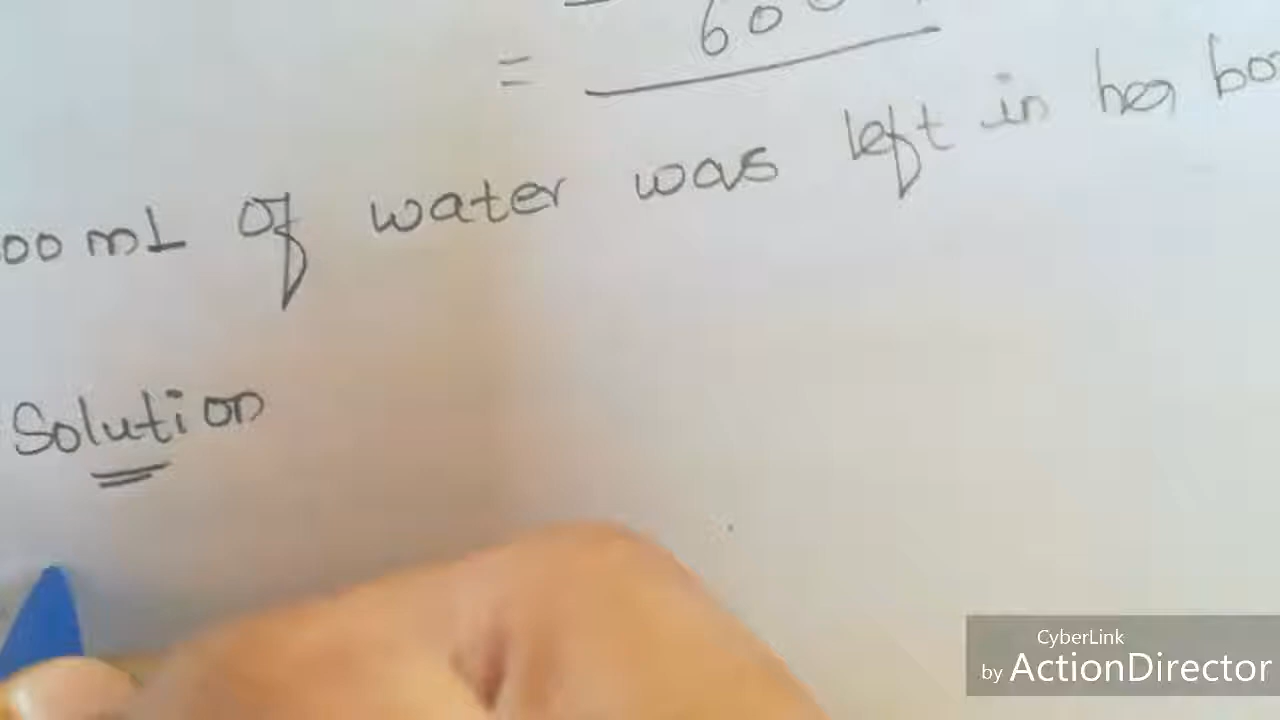 = 600
00 mL of water was left in her bo
Solution
CyberLink
by ActionDirector